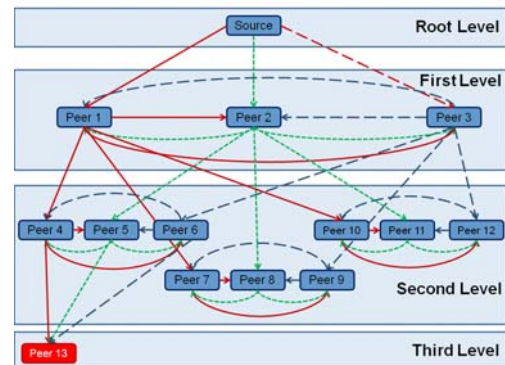 Source
Root Level
First Level
Peer 1
Peer 2
Peer 3
Peer 4
Peer 5
Peer 6
Peer 10
Peer 11
Peer 12
Peer 7
Peer 8
Peer 9
Second Level
Peer 13
Third Level